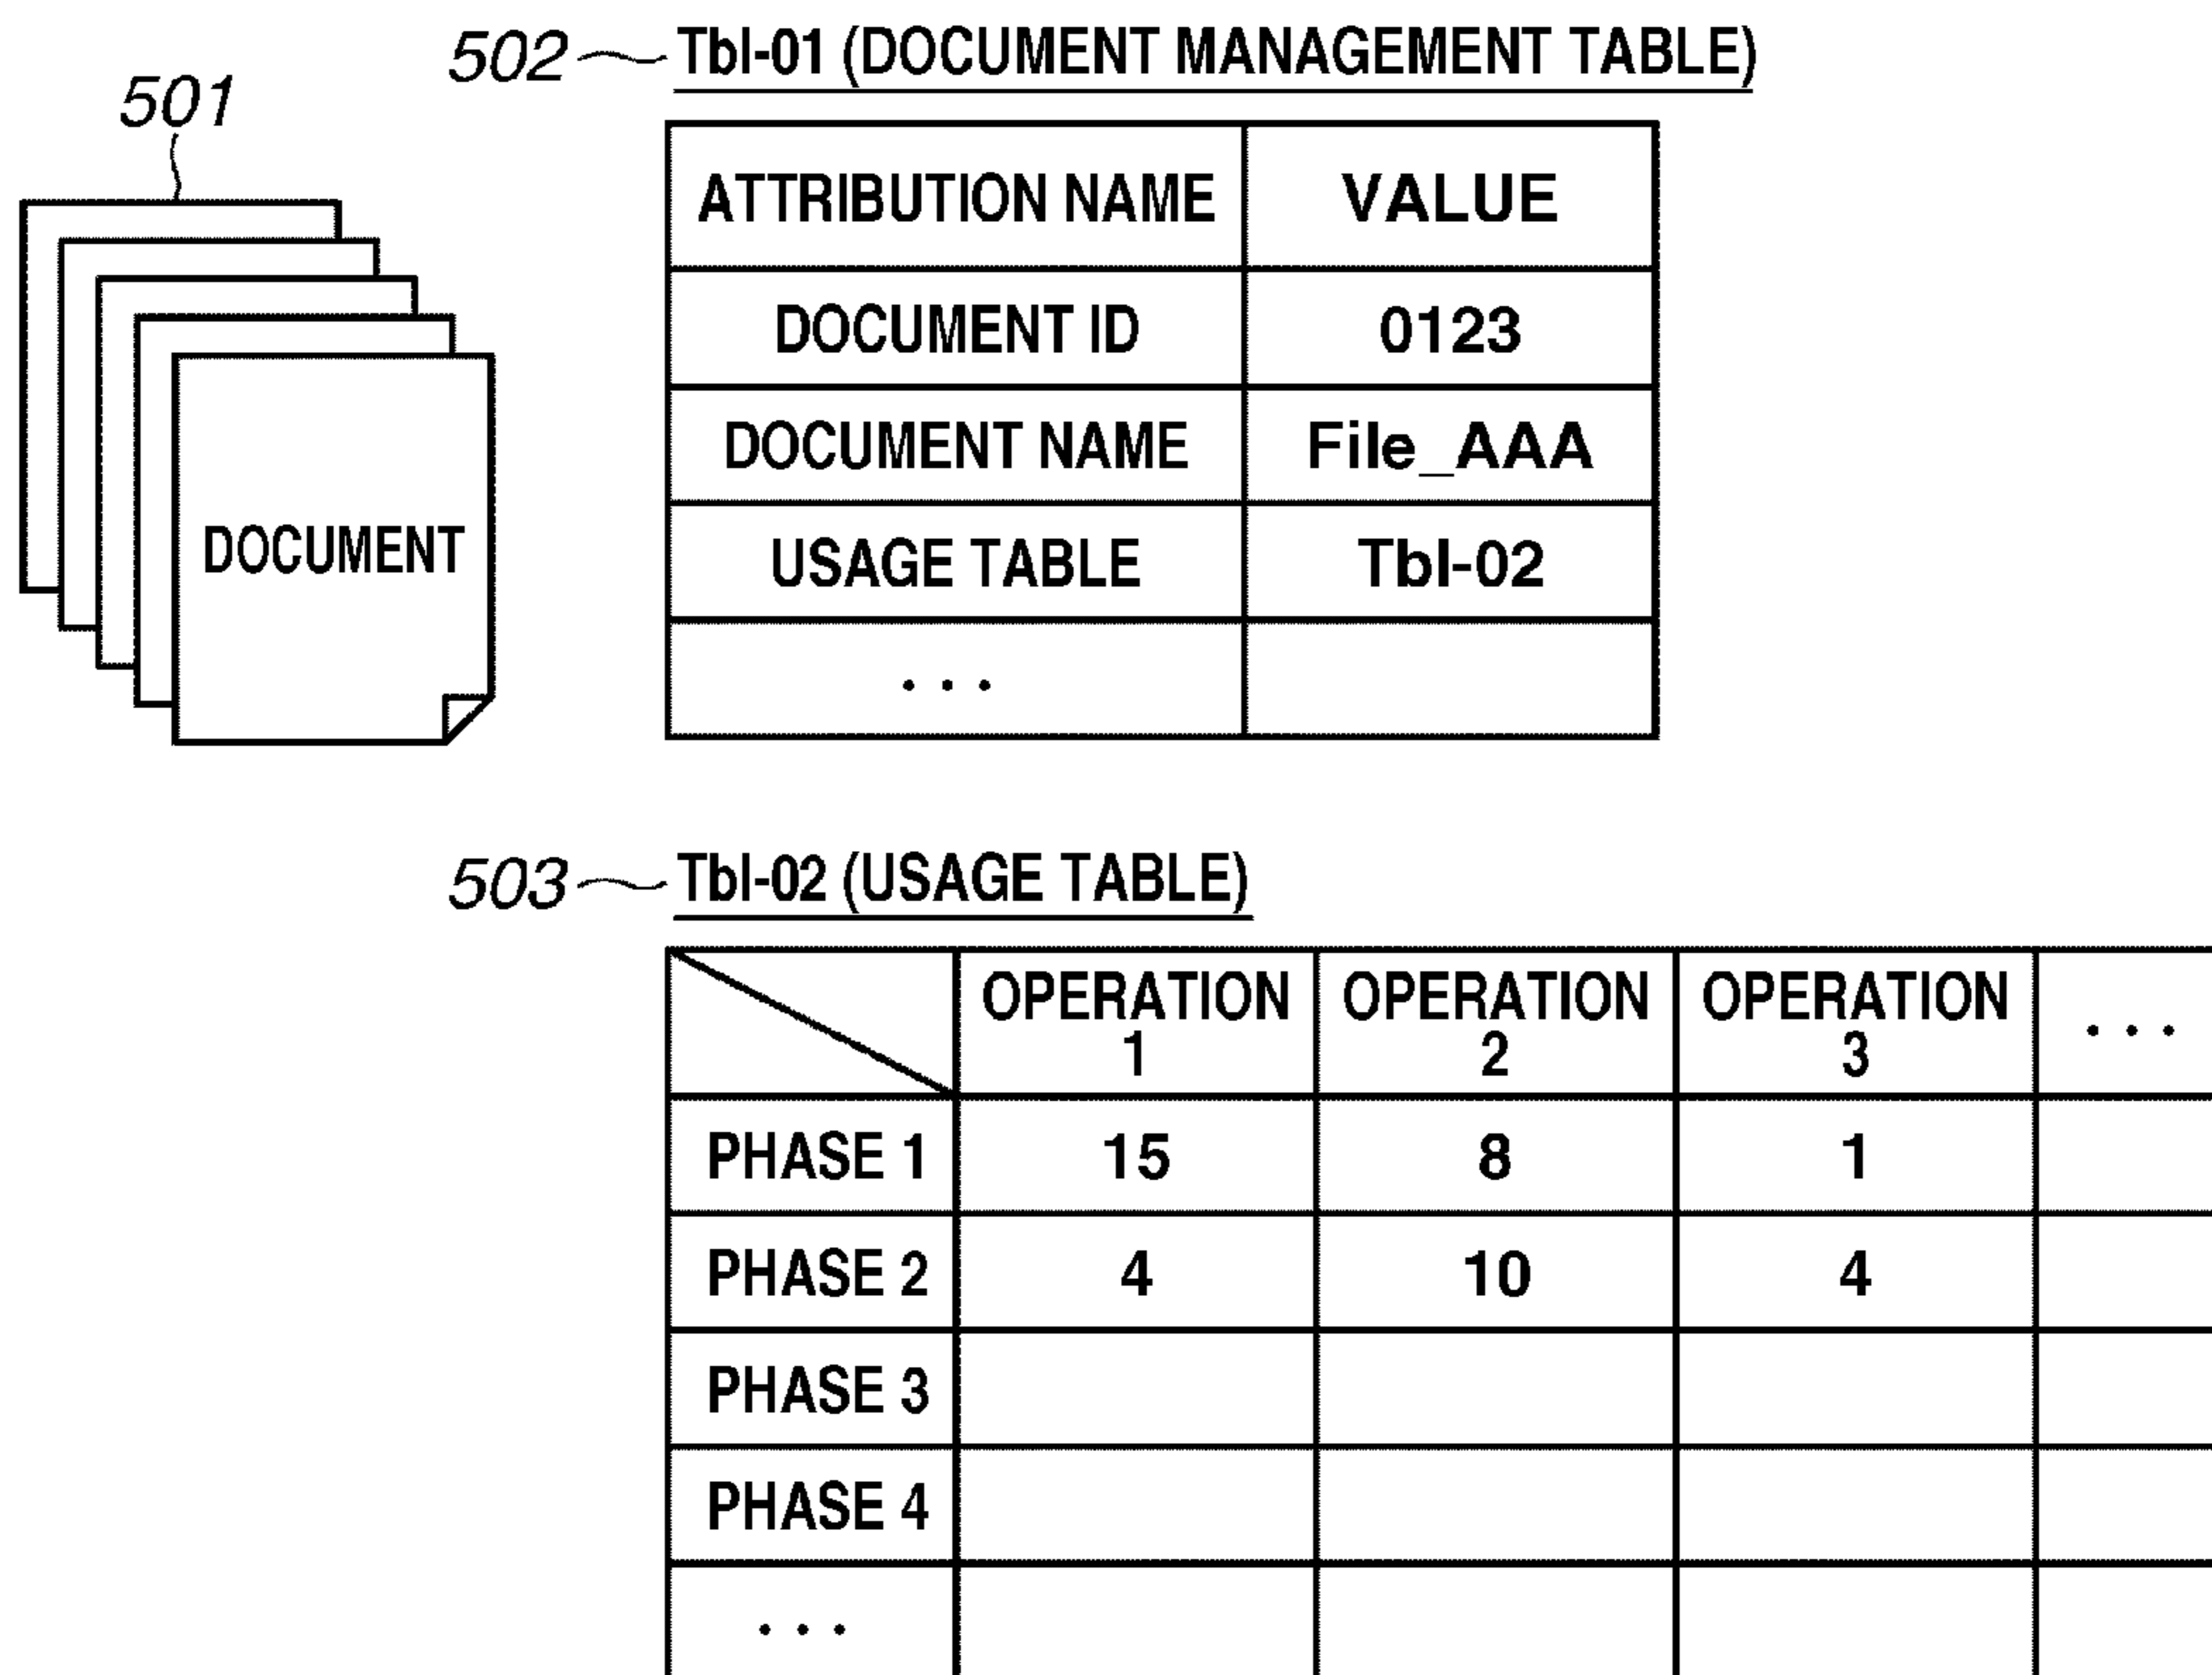 501
502 Tbl-01 (DOCUMENT MANAGEMENT TABLE)
ATTRIBUTION NAME VALUE
DOCUMENT ID 0123
DOCUMENT NAME File_AAA
USAGE TABLE Tbl-02
...
DOCUMENT
503 Tbl-02 (USAGE TABLE)
OPERATION 1 OPERATION 2 OPERATION 3 ...
PHASE 1 15 8 1
PHASE 2 4 10 4
PHASE 3
PHASE 4
...